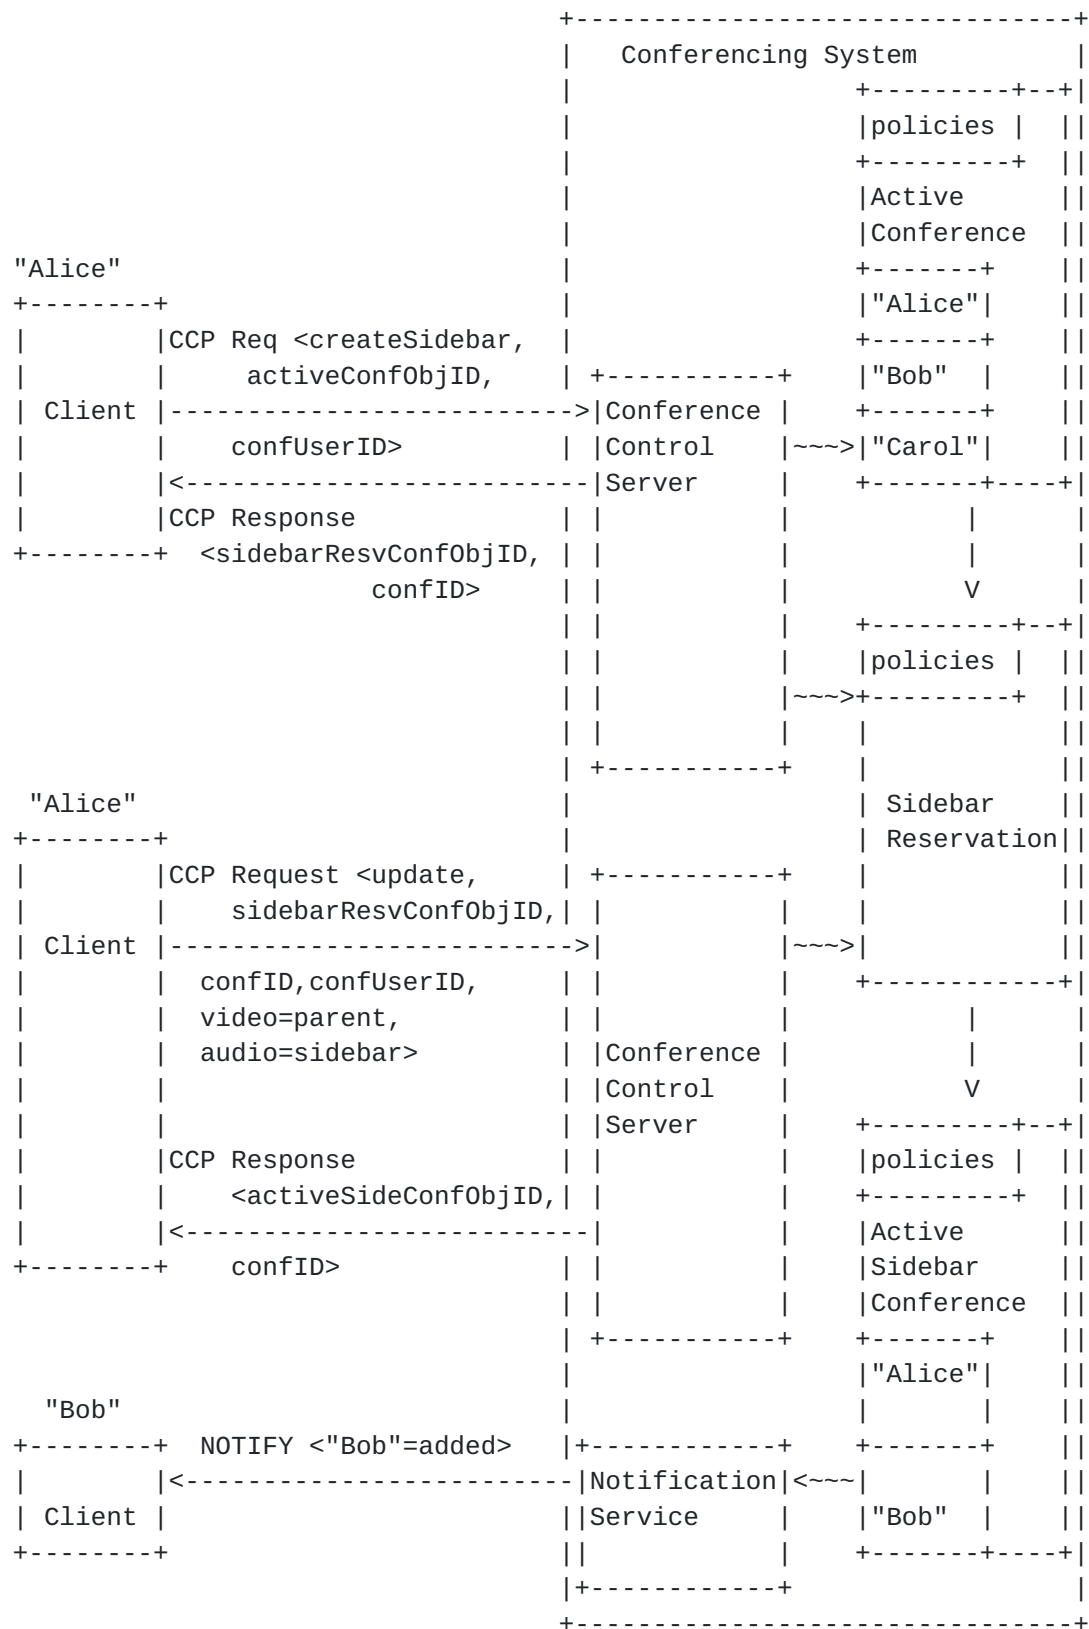 Conferencing System
policies
Active
Conference
"Alice"
"Alice"
CCP Req <createSidebar,
activeConfObjID, "Bob"
Client Conference
confUserID> Control ~~~> "Carol"
Server
CCP Response
<sidebarResvConfObjID,
confID> V
policies
~~~>
"Alice" Sidebar
Reservation
CCP Request <update,
sidebarResvConfObjID,
Client ~~~>
confID,confUserID,
video=parent,
audio=sidebar> Conference
Control V
Server
CCP Response policies
<activeSideConfObjID,
Active
confID> Sidebar
Conference
"Alice"
"Bob"
NOTIFY <"Bob"=added>
Notification <~~~
Client Service "Bob"